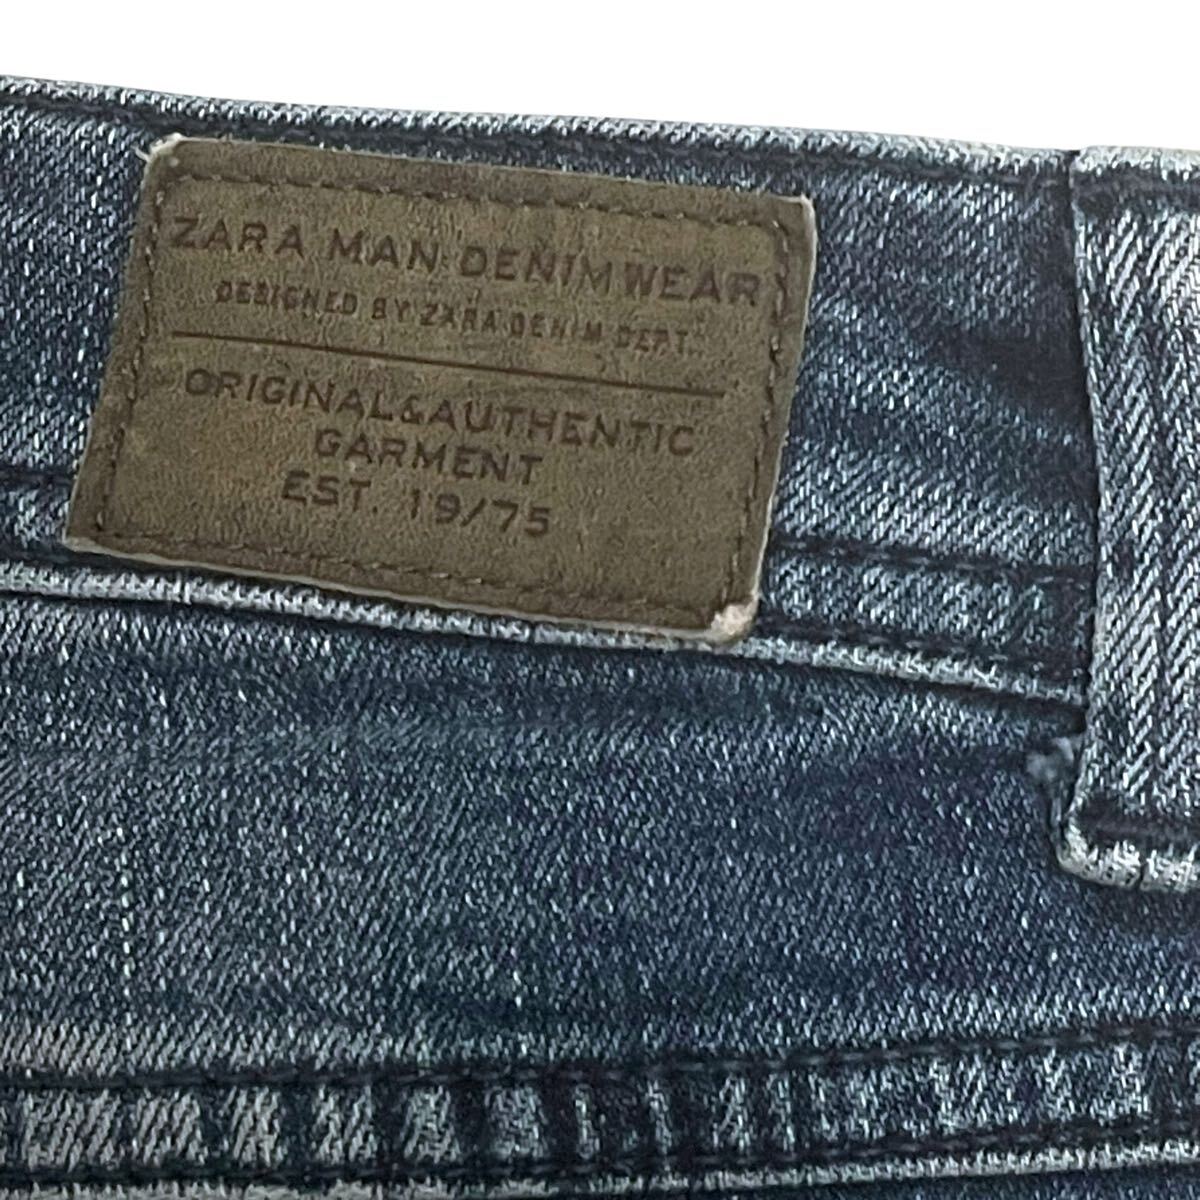 ZARA MAN DENIMWEAR
DESIGNED BY ZARA DENIM DEPT.
ORIGINAL&AUTHENTIC
GARMENT
EST. 19/75